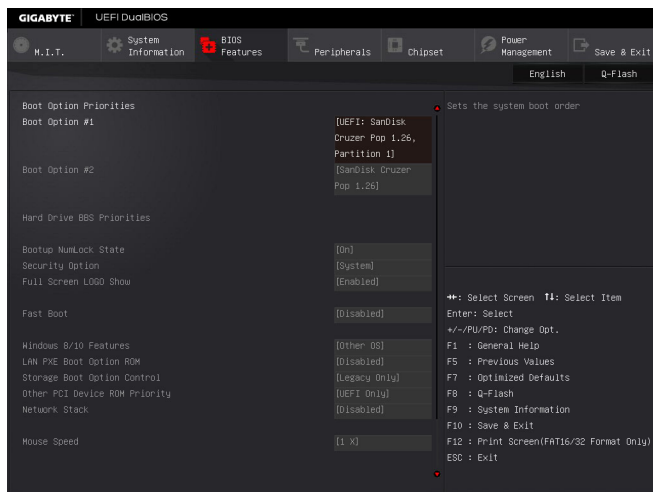 GIGABYTE™ UEFI DualBIOS
M.I.T.
System Information
BIOS Features
Peripherals
Chipset
Power Management
Save & Exit
English Q-Flash
Boot Option Priorities
Boot Option #1 [UEFI: SanDisk
Cruzer Pop 1.26,
Partition 1]
Boot Option #2 [SanDisk Cruzer
Pop 1.26]
Hard Drive BBS Priorities
Bootup NumLock State [On]
Security Option [System]
Full Screen LOGO Show [Enabled]
Fast Boot [Disabled]
Windows 8/10 Features [Other OS]
LAN PXE Boot Option ROM [Disabled]
Storage Boot Option Control [Legacy Only]
Other PCI Device ROM Priority [UEFI Only]
Network Stack [Disabled]
Mouse Speed [1 X]
Sets the system boot order
→←: Select Screen ↑↓: Select Item
Enter: Select
+/-/PU/PD: Change Opt.
F1 : General Help
F5 : Previous Values
F7 : Optimized Defaults
F8 : Q-Flash
F9 : System Information
F10 : Save & Exit
F12 : Print Screen(FAT16/32 Format Only)
ESC : Exit